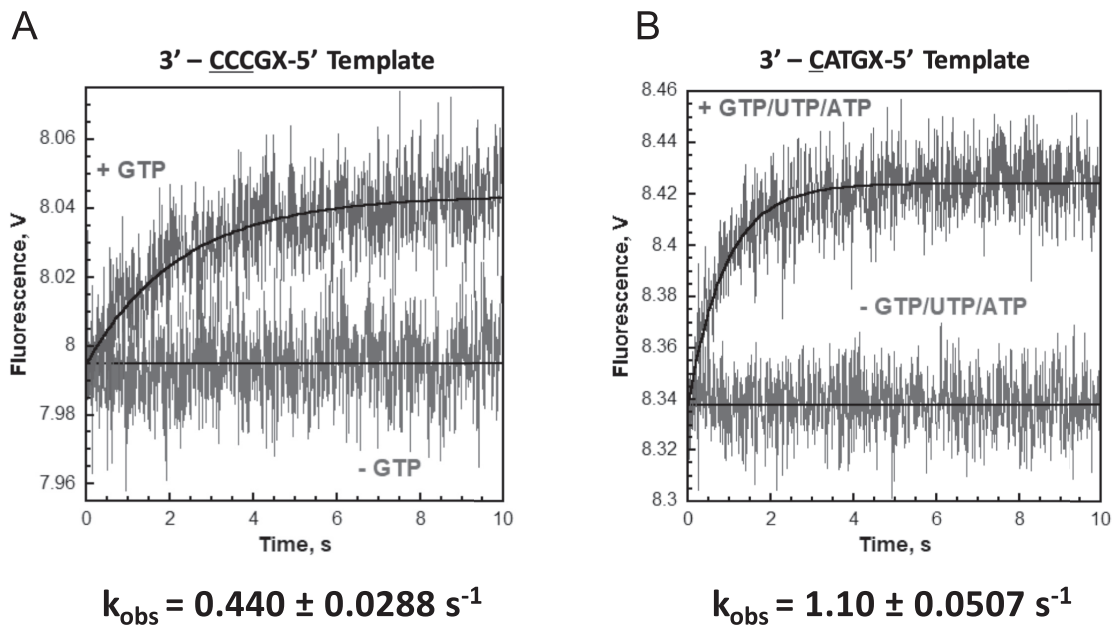 A
3’ – CCCGX-5’ Template
8.06
8.04
8.02
8
7.98
7.96
+ GTP
- GTP
Fluorescence, V
0 2 4 6 8 10
Time, s
kobs = 0.440 ± 0.0288 s-1
B
3’ – CATGX-5’ Template
8.46
8.44
8.42
8.4
8.38
8.36
8.34
8.32
8.3
+ GTP/UTP/ATP
- GTP/UTP/ATP
Fluorescence, V
0 2 4 6 8 10
Time, s
kobs = 1.10 ± 0.0507 s-1